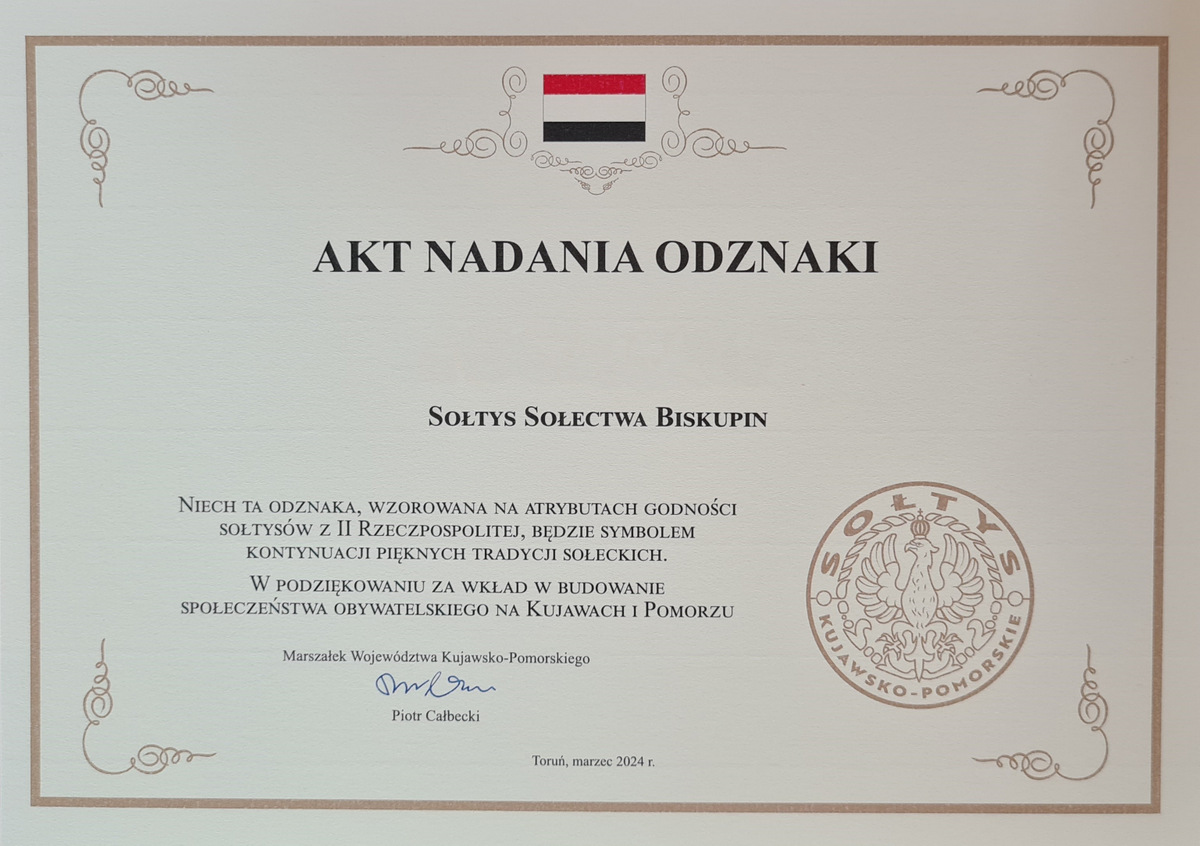 AKT NADANIA ODZNAKI
Sołtys Sołectwa Biskupin
Niech ta odznaka, wzorowana na atrybutach godności
sołtysów z II Rzeczpospolitej, będzie symbolem
kontynuacji pięknych tradycji sołeckich.
W podziękowaniu za wkład w budowanie
społeczeństwa obywatelskiego na Kujawach i Pomorzu
SOŁTYS
KUJAWSKO-POMORSKIE
Marszałek Województwa Kujawsko-Pomorskiego
Piotr Całbecki
Toruń, marzec 2024 r.